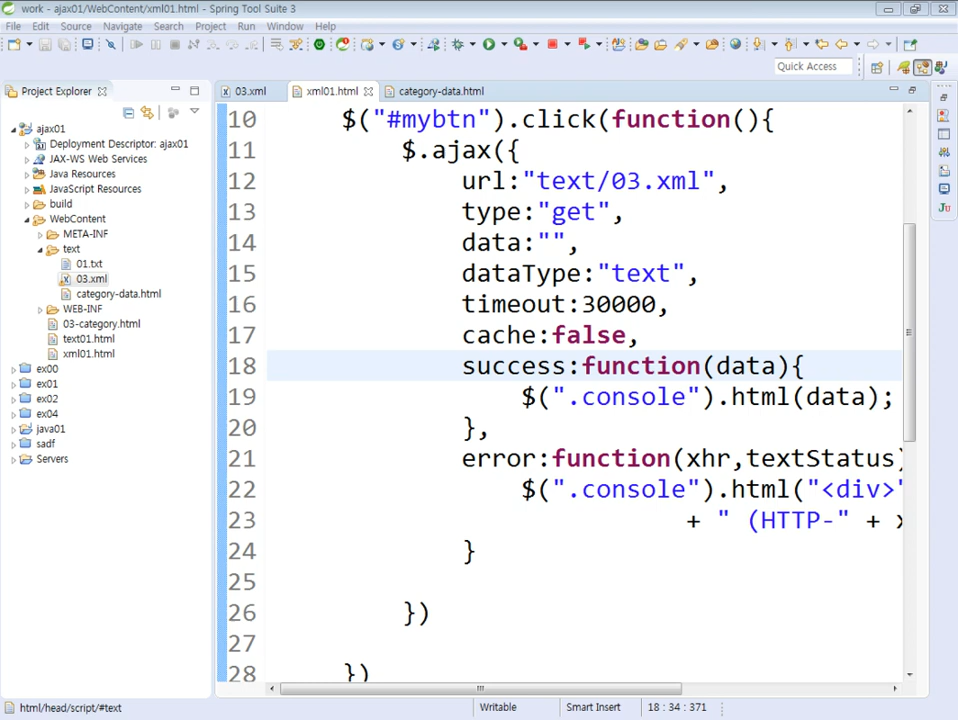 work - ajax01/WebContent/xml01.html - Spring Tool Suite 3
File Edit Source Navigate Search Project Run Window Help
Quick Access
Project Explorer
03.xml
xml01.html
category-data.html
ajax01
Deployment Descriptor: ajax01
JAX-WS Web Services
Java Resources
JavaScript Resources
build
WebContent
META-INF
text
01.txt
03.xml
category-data.html
WEB-INF
03-category.html
text01.html
xml01.html
ex00
ex01
ex02
ex04
java01
sadf
Servers
10 $("#mybtn").click(function(){
11 $.ajax({
12 url:"text/03.xml",
13 type:"get",
14 data:"",
15 dataType:"text",
16 timeout:30000,
17 cache:false,
18 success:function(data){
19 $(".console").html(data);
20 },
21 error:function(xhr,textStatus)
22 $(".console").html("<div>"
23 + " (HTTP-" + x
24 }
25
26 })
27
28 })
html/head/script/#text
Writable
Smart Insert
18 : 34 : 371